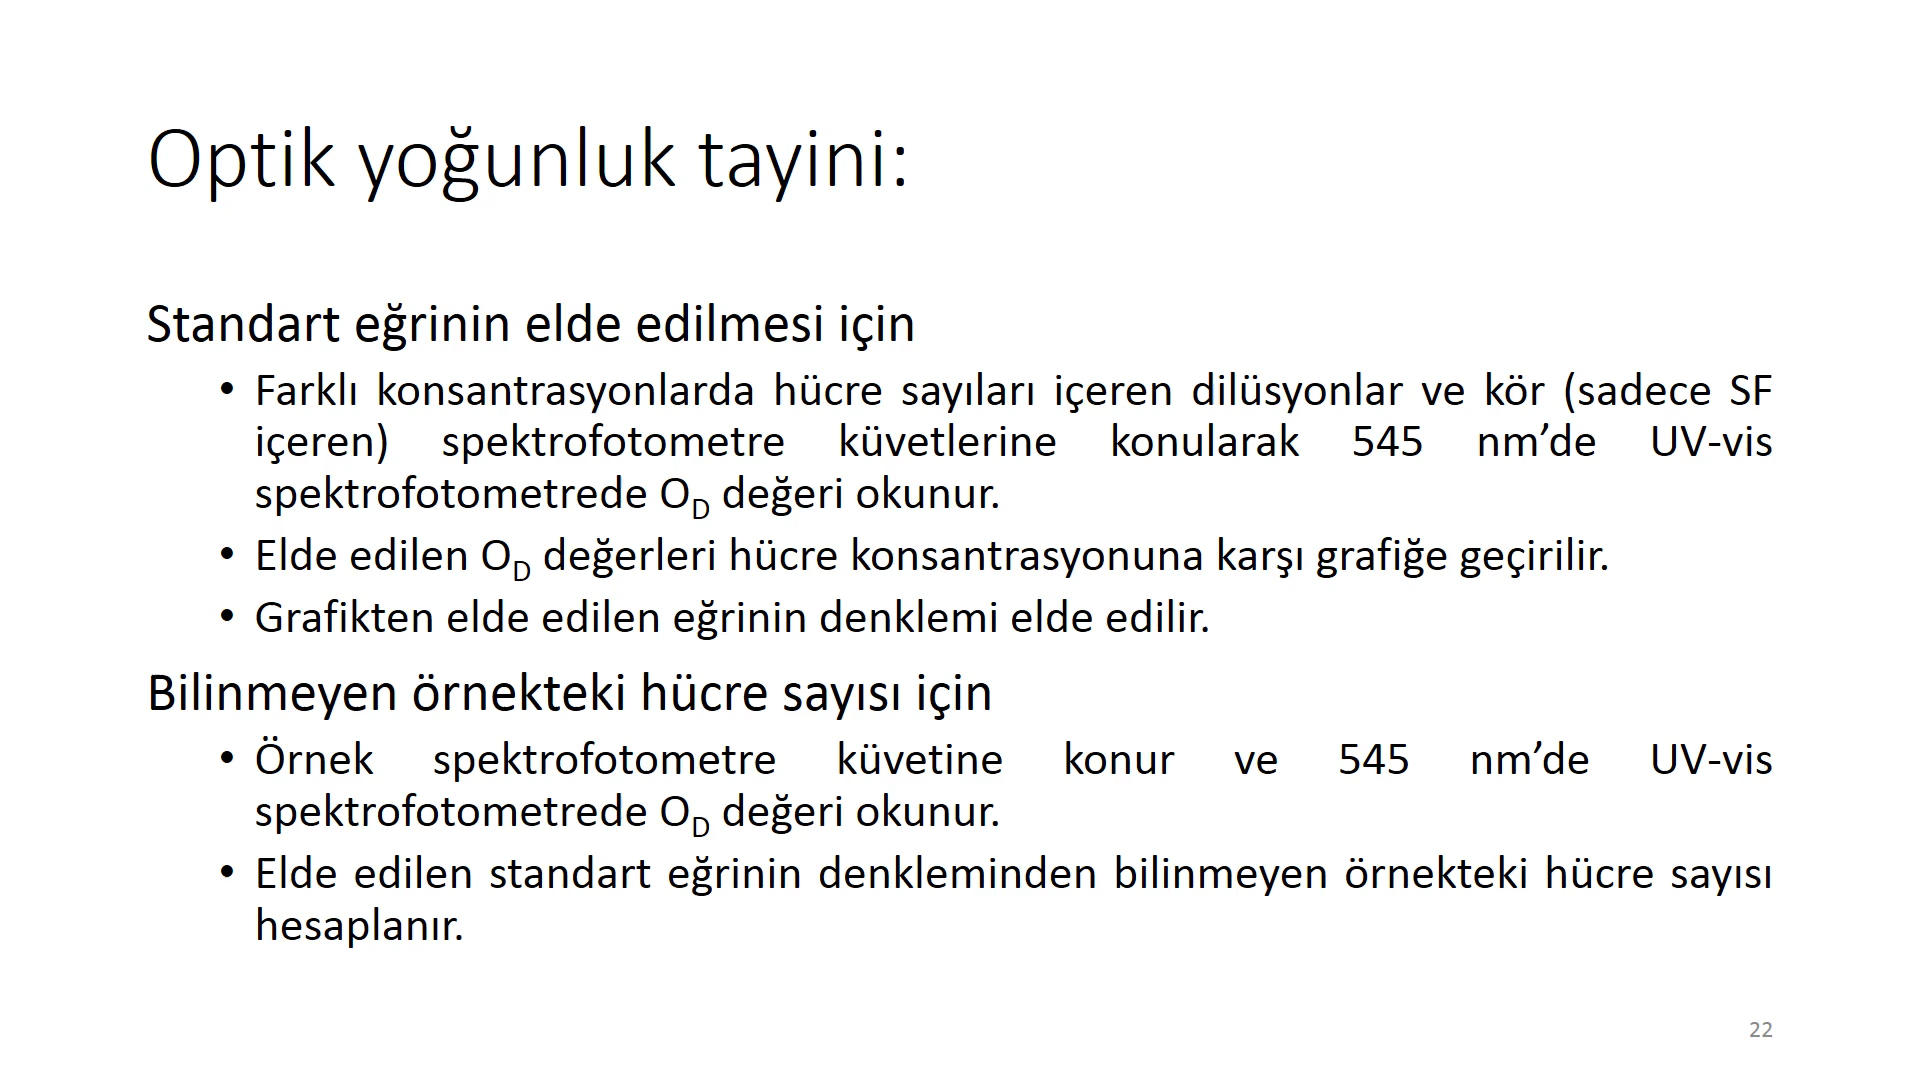 Optik yoğunluk tayini:
Standart eğrinin elde edilmesi için
• Farklı konsantrasyonlarda hücre sayıları içeren dilüsyonlar ve kör (sadece SF
içeren) spektrofotometre küvetlerine konularak 545 nm’de UV-vis
spektrofotometrede OD değeri okunur.
• Elde edilen OD değerleri hücre konsantrasyonuna karşı grafiğe geçirilir.
• Grafikten elde edilen eğrinin denklemi elde edilir.
Bilinmeyen örnekteki hücre sayısı için
• Örnek spektrofotometre küvetine konur ve 545 nm’de UV-vis
spektrofotometrede OD değeri okunur.
• Elde edilen standart eğrinin denkleminden bilinmeyen örnekteki hücre sayısı
hesaplanır.
22